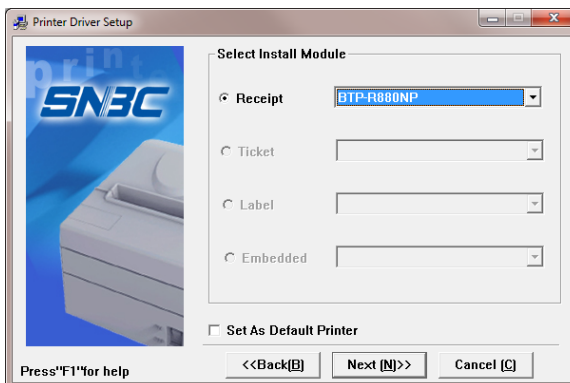 Printer Driver Setup
print
SNBC
Select Install Module
Receipt
BTP-R880NP
Ticket
Label
Embedded
Set As Default Printer
Press"F1"for help
<<Back(B)
Next (N)>>
Cancel (C)